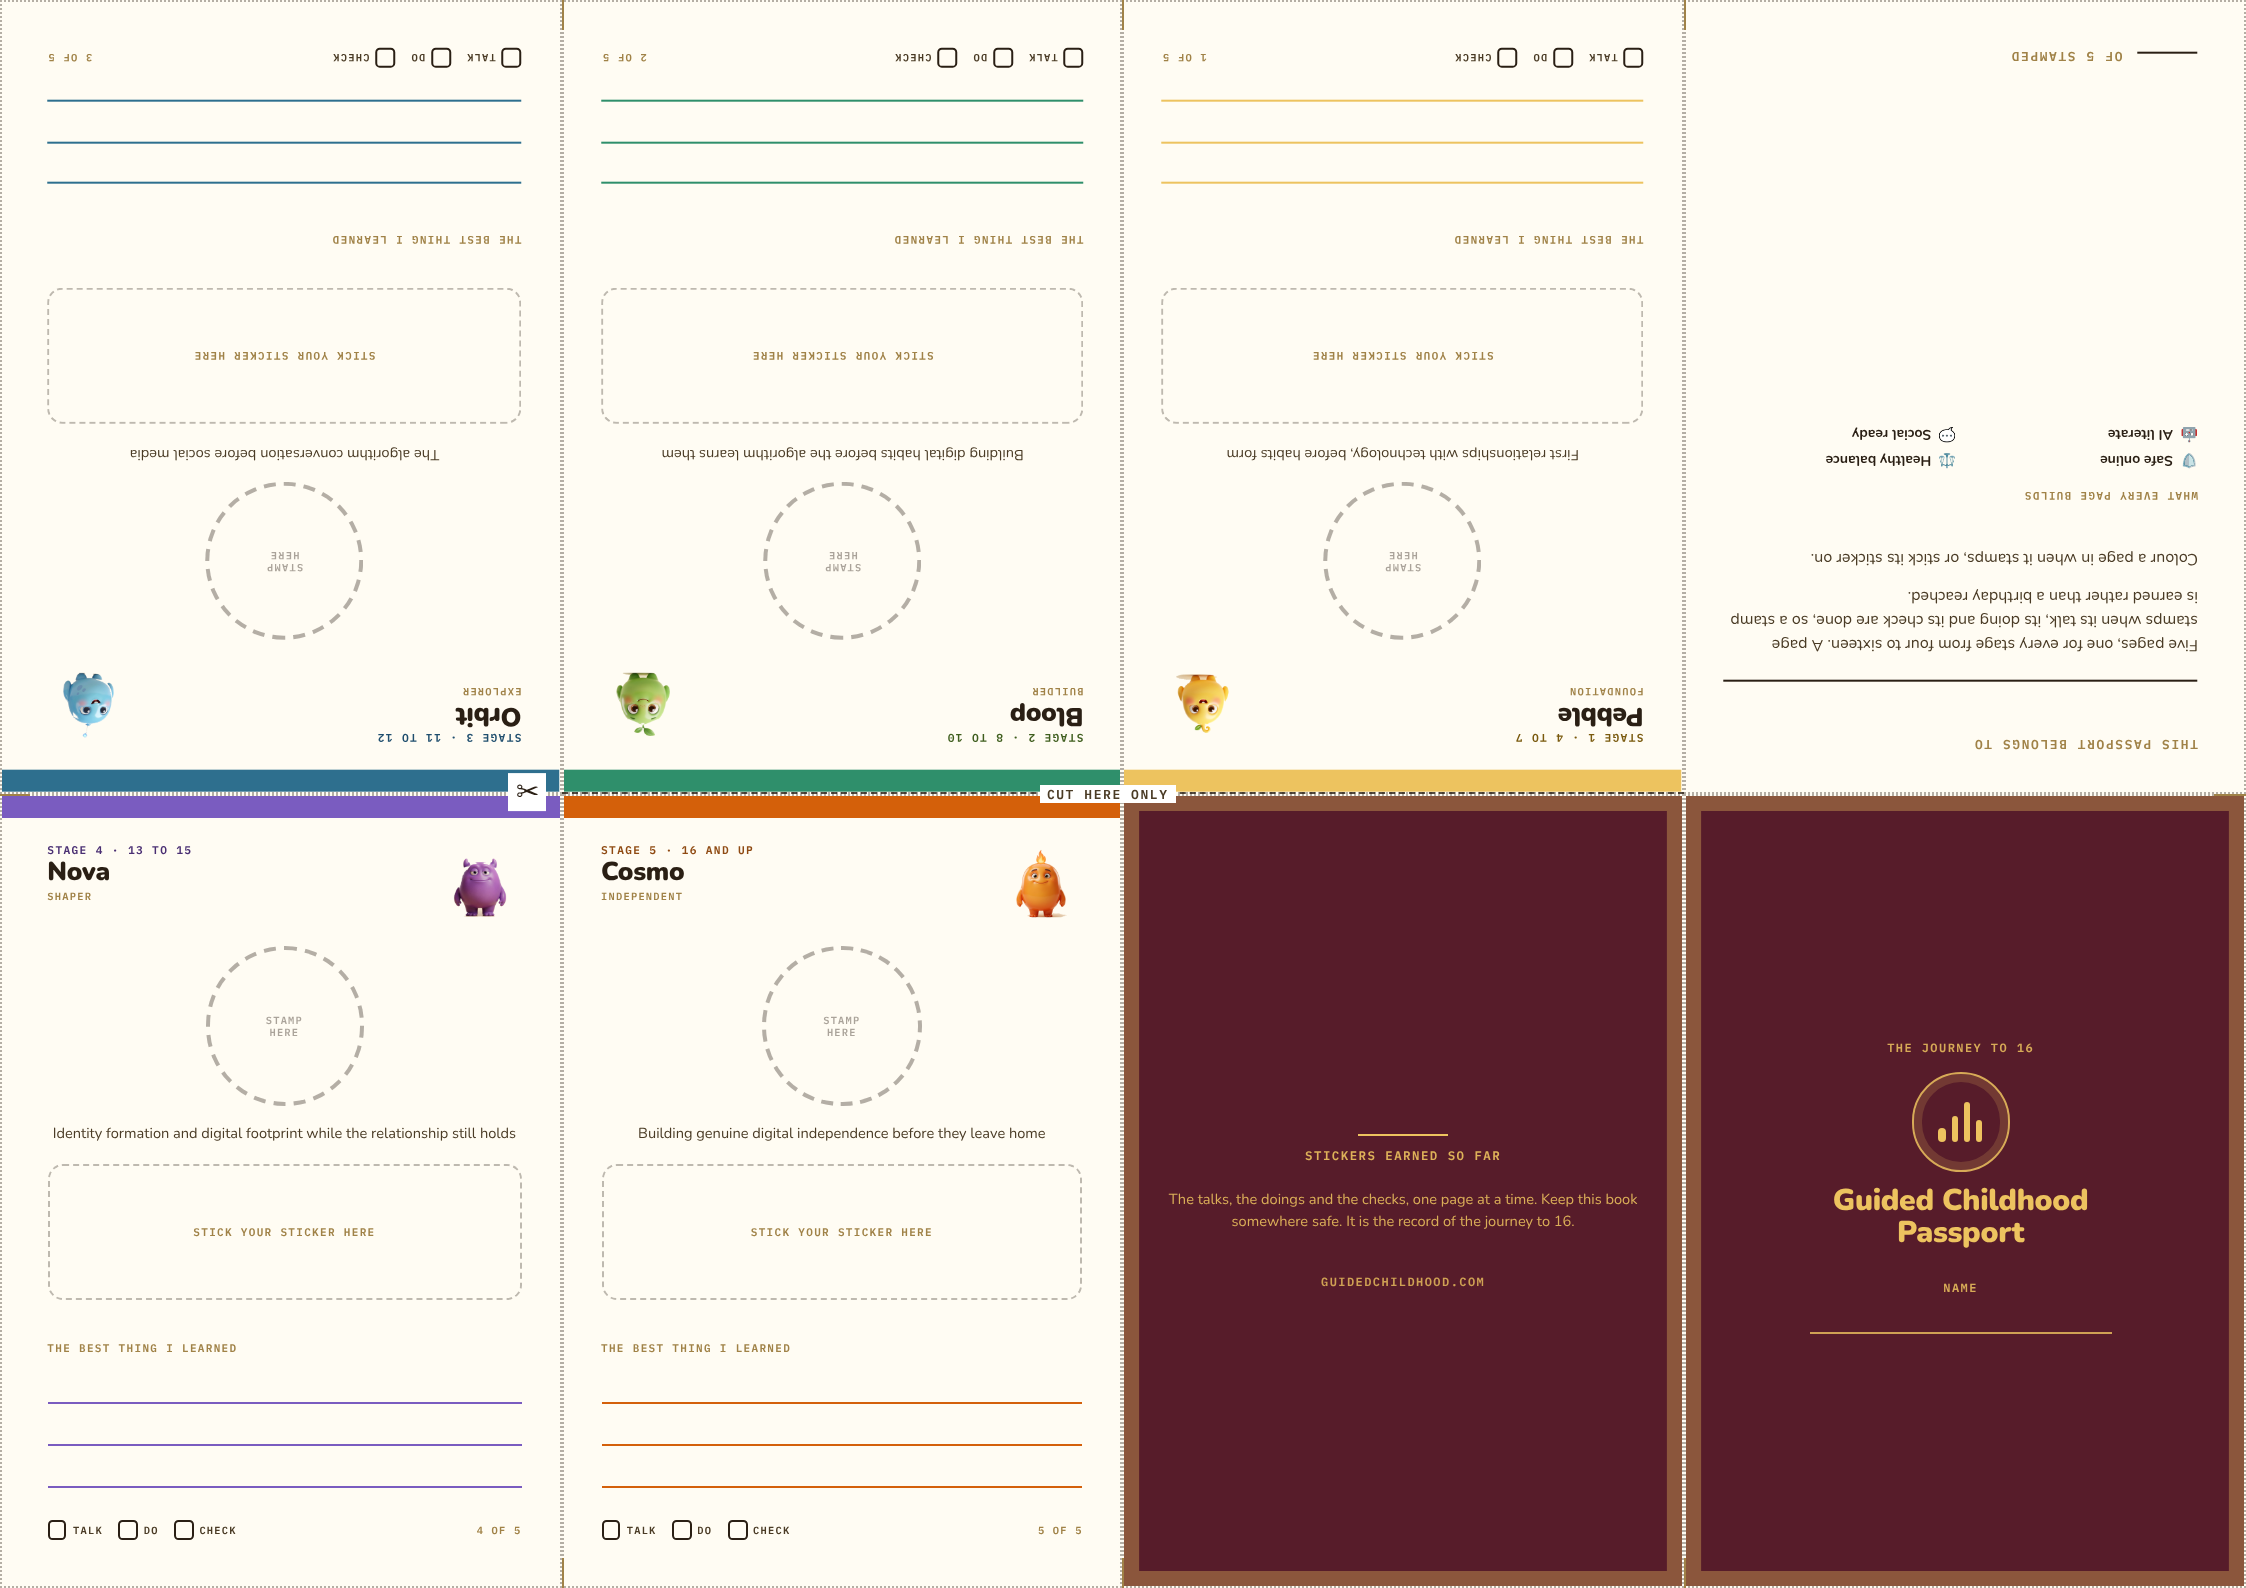 3 OF 5
CHECK
DO
TALK
THE BEST THING I LEARNED
STICK YOUR STICKER HERE
The algorithm conversation before social media
STAMP
HERE
EXPLORER
Orbit
STAGE 3 · 11 TO 12
2 OF 5
CHECK
DO
TALK
THE BEST THING I LEARNED
STICK YOUR STICKER HERE
Building digital habits before the algorithm learns them
STAMP
HERE
BUILDER
Bloop
STAGE 2 · 8 TO 10
1 OF 5
CHECK
DO
TALK
THE BEST THING I LEARNED
STICK YOUR STICKER HERE
First relationships with technology, before habits form
STAMP
HERE
FOUNDATION
Pebble
STAGE 1 · 4 TO 7
THIS PASSPORT BELONGS TO
Five pages, one for every stage from four to sixteen. A page
stamps when its talk, its doing and its check are done, so a stamp
is earned rather than a birthday reached.
Colour a page in when it stamps, or stick its sticker on.
WHAT EVERY PAGE BUILDS
Safe online
Healthy balance
AI literate
Social ready
OF 5 STAMPED
CUT HERE ONLY
STAGE 4 · 13 TO 15
Nova
SHAPER
STAMP
HERE
Identity formation and digital footprint while the relationship still holds
STICK YOUR STICKER HERE
THE BEST THING I LEARNED
TALK
DO
CHECK
4 OF 5
STAGE 5 · 16 AND UP
Cosmo
INDEPENDENT
STAMP
HERE
Building genuine digital independence before they leave home
STICK YOUR STICKER HERE
THE BEST THING I LEARNED
TALK
DO
CHECK
5 OF 5
STICKERS EARNED SO FAR
The talks, the doings and the checks, one page at a time. Keep this book
somewhere safe. It is the record of the journey to 16.
GUIDEDCHILDHOOD.COM
THE JOURNEY TO 16
Guided Childhood
Passport
NAME